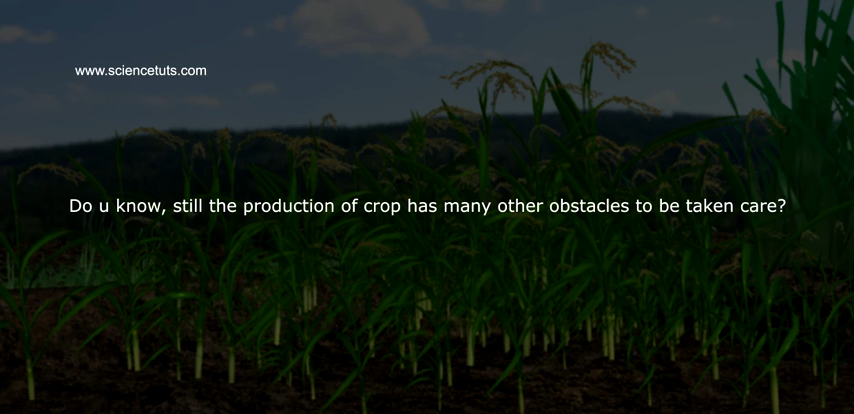 www.sciencetuts.com
Do u know, still the production of crop has many other obstacles to be taken care?